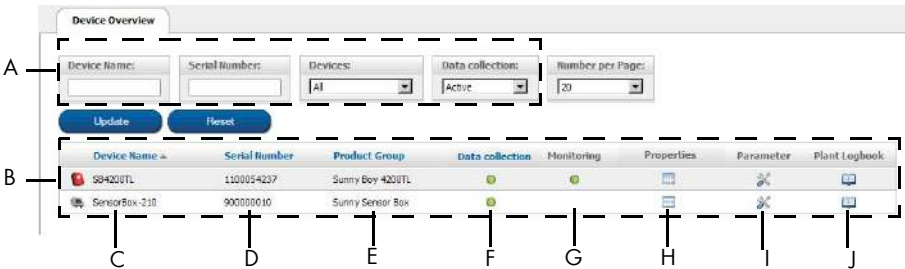 Device Overview
A
Device Name: Serial Number: Devices: Data collection: Number per Page:
All Active 20
Update Reset
B
Device Name Serial Number Product Group Data collection Monitoring Properties Parameter Plant Logbook
SB4200TL 1100054237 Sunny Boy 4200TL
SensorBox-210 900000010 Sunny Sensor Box
C D E F G H I J